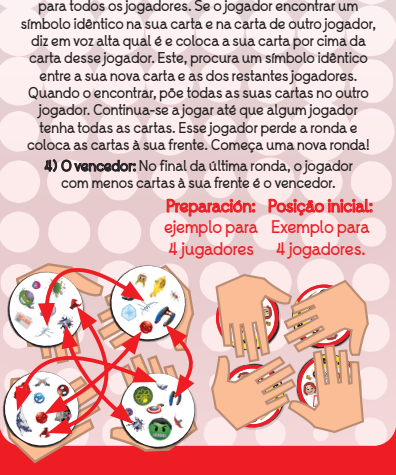 para todos os jogadores. Se o jogador encontrar um
símbolo idêntico na sua carta e na carta de outro jogador,
diz em voz alta qual é e coloca a sua carta por cima da
carta desse jogador. Este, procura um símbolo idêntico
entre a sua nova carta e as dos restantes jogadores.
Quando o encontrar, põe todas as suas cartas no outro
jogador. Continua-se a jogar até que algum jogador
tenha todas as cartas. Esse jogador perde a ronda e
coloca as cartas à sua frente. Começa uma nova ronda!
4) O vencedor: No final da última ronda, o jogador
com menos cartas à sua frente é o vencedor.
Preparación:
ejemplo para
4 jugadores
Posição inicial:
Exemplo para
4 jogadores.